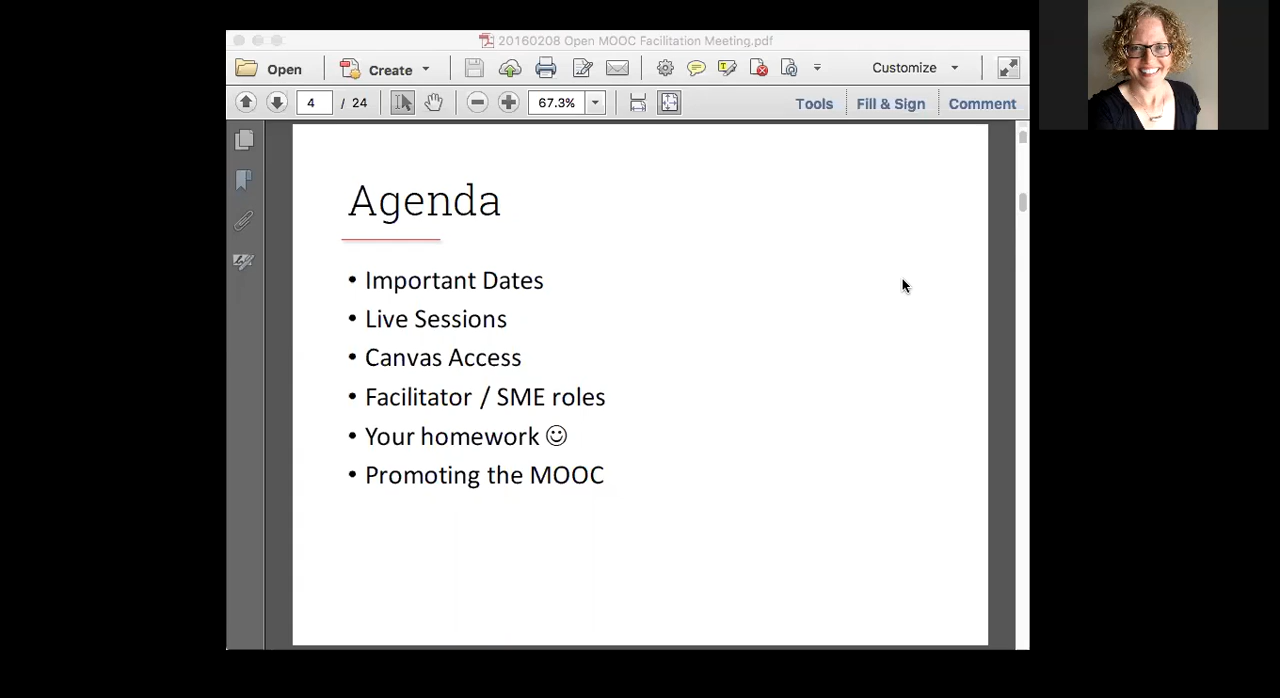 20160208 Open MOOC Facilitation Meeting.pdf
Open Create Customize
4 / 24 67.3% Tools Fill & Sign Comment
Agenda
• Important Dates
• Live Sessions
• Canvas Access
• Facilitator / SME roles
• Your homework ☺
• Promoting the MOOC